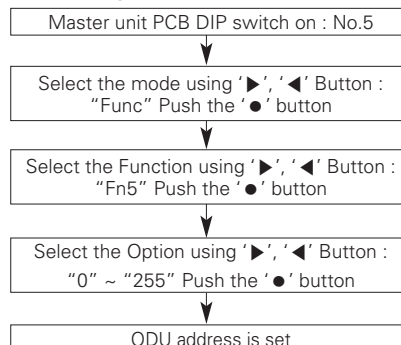 Master unit PCB DIP switch on : No.5
Select the mode using ‘▶’, ‘◀’ Button :
“Func” Push the ‘●’ button
Select the Function using ‘▶’, ‘◀’ Button :
“Fn5” Push the ‘●’ button
Select the Option using ‘▶’, ‘◀’ Button :
“0” ~ “255” Push the ‘●’ button
ODU address is set